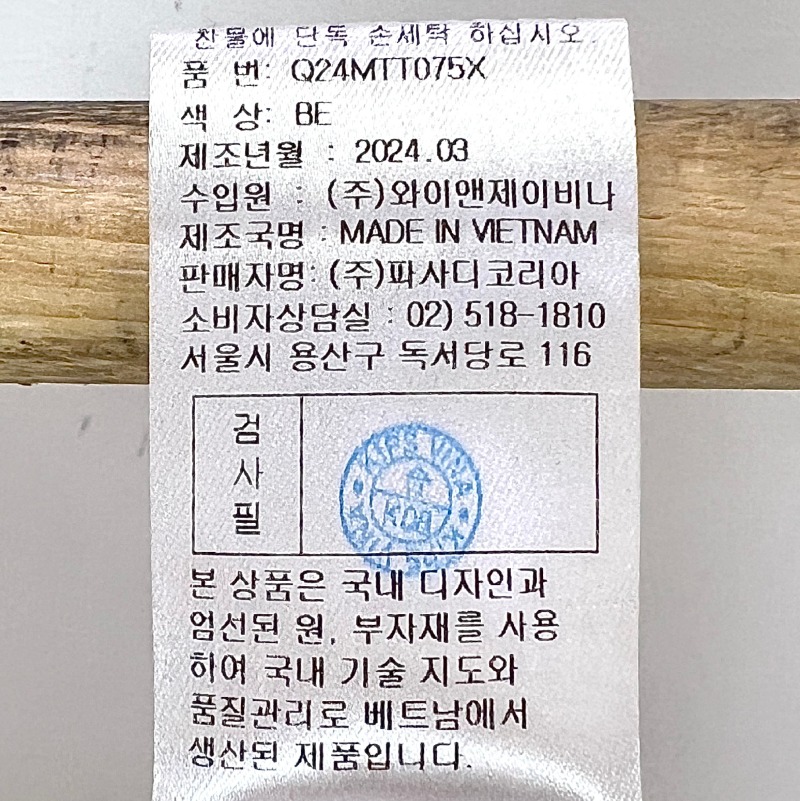 찬물에 단독 손세탁 하십시오.
품 번: Q24MTT075X
색 상: BE
제조년월 : 2024.03
수입원 : (주)와이앤제이비나
제조국명 : MADE IN VIETNAM
판매자명: (주)파사디코리아
소비자상담실 : 02) 518-1810
서울시 용산구 독서당로 116
검
사
필
KIPS VINA
본 상품은 국내 디자인과
엄선된 원, 부자재를 사용
하여 국내 기술 지도와
품질관리로 베트남에서
생산된 제품입니다.